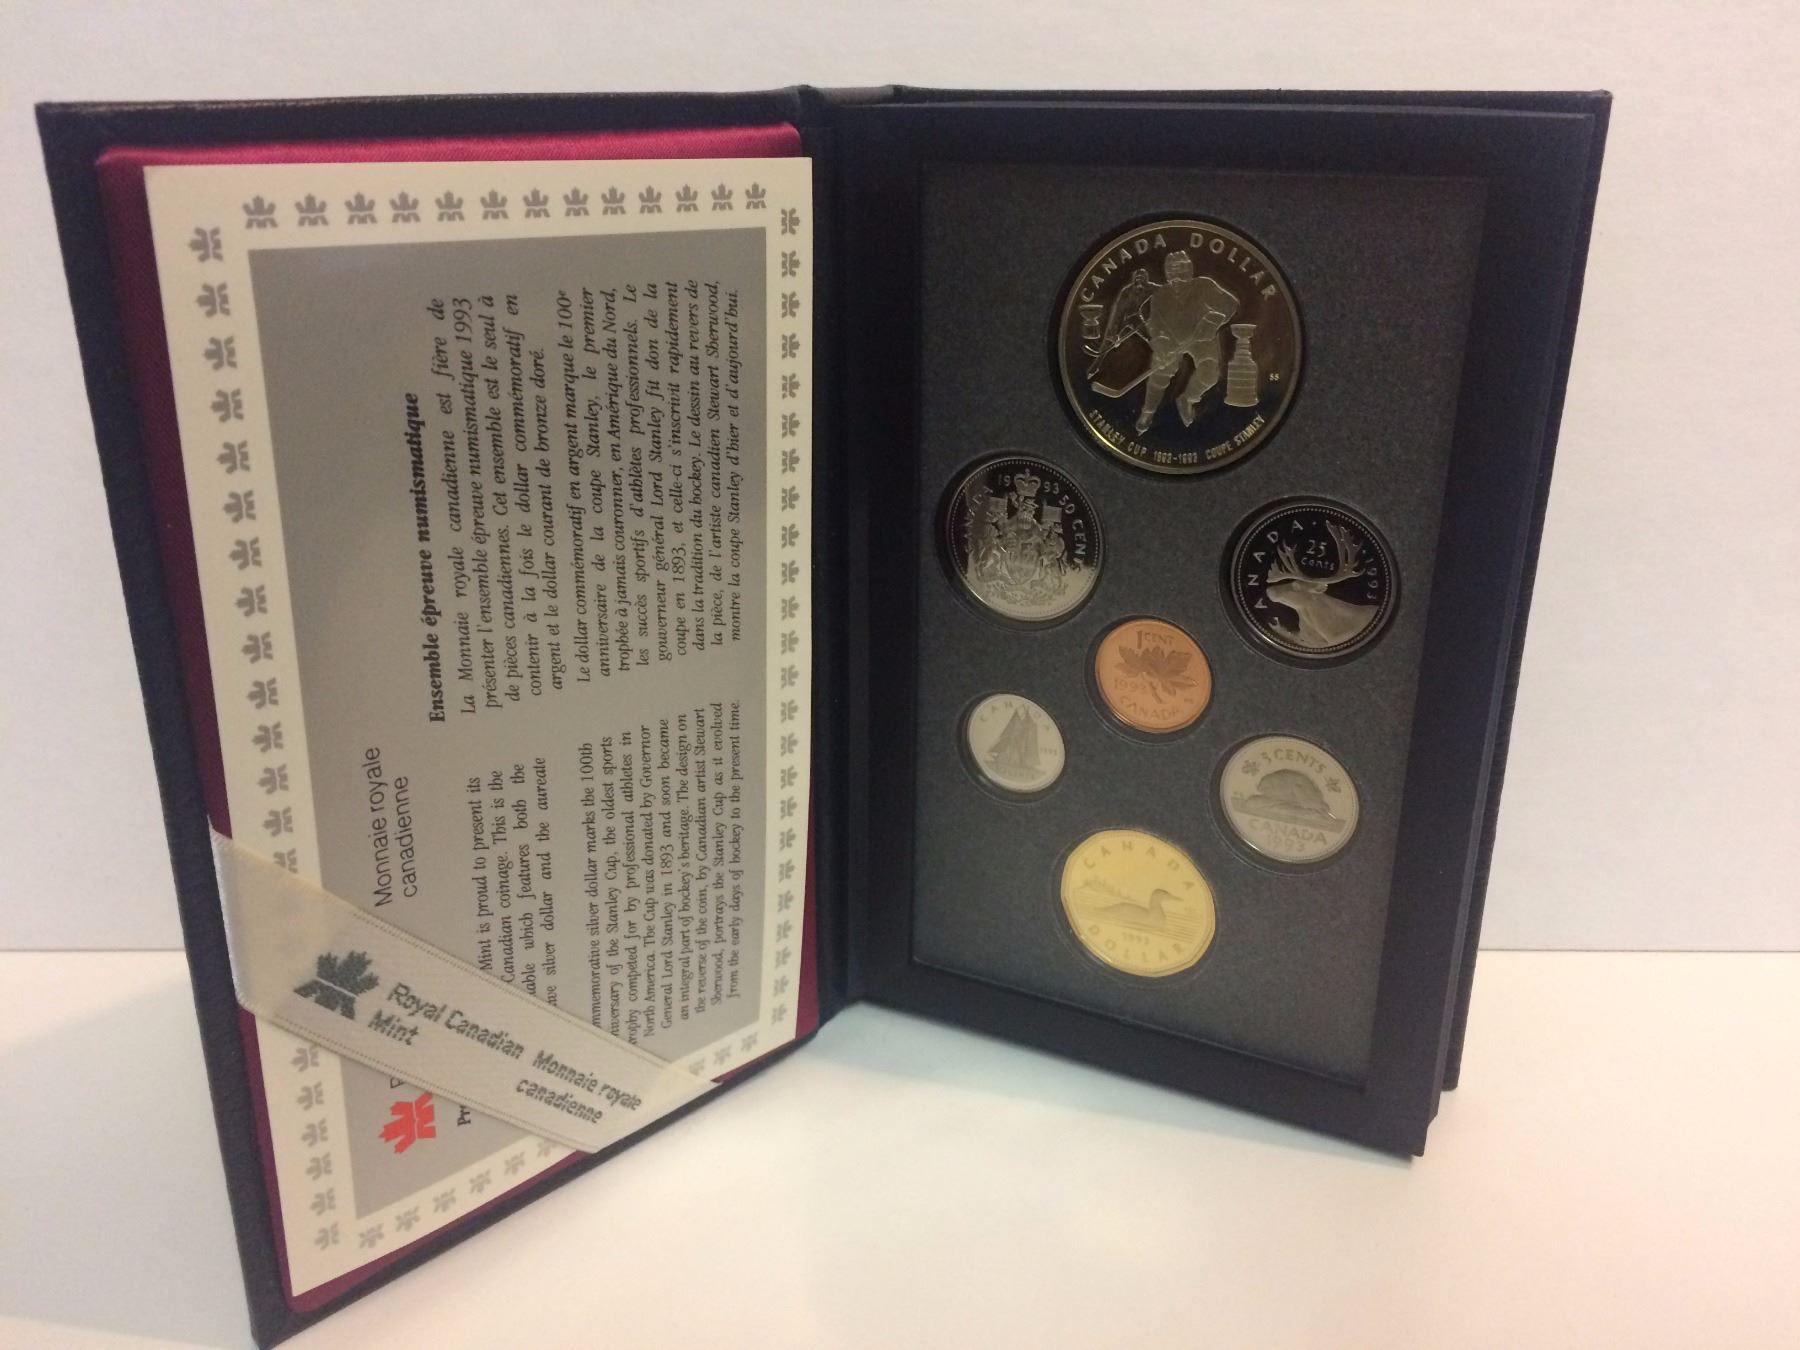 Monnaie royale
canadienne
Ensemble épreuve numismatique
La Monnaie royale canadienne est fière de
présenter l'ensemble épreuve numismatique 1993
de pièces canadiennes. Cet ensemble est le seul à
contenir à la fois le dollar commémoratif en
argent et le dollar courant de bronze doré.
Le dollar commémoratif en argent marque le 100e
anniversaire de la coupe Stanley, le premier
trophée à jamais couronner, en Amérique du Nord,
les succès sportifs d'athlètes professionnels. Le
gouverneur général Lord Stanley fit don de la
coupe en 1893, et celle-ci s'inscrivit rapidement
dans la tradition du hockey. Le dessin au revers de
la pièce, de l'artiste canadien Stewart Sherwood,
montre la coupe Stanley d'hier et d'aujourd'hui.
Mint is proud to present its
Canadian coinage. This is the
which features both the
silver dollar and the aureate
silver dollar marks the 100th
of the Stanley Cup, the oldest sports
competed for by professional athletes in
North America. The Cup was donated by Governor
General Lord Stanley in 1893 and soon became
an integral part of hockey's heritage. The design on
the reverse of the coin, by Canadian artist Stewart
Sherwood, portrays the Stanley Cup as it evolved
from the early days of hockey to the present time.
Royal Canadian
Mint
Monnaie royale
canadienne
CANADA DOLLAR
SS
STANLEY CUP 1893-1993 COUPE STANLEY
CANADA 1993 50 CENTS
CANADA 1993
25
cents
1 CENT
1993
CANADA
CANADA
1993
5 CENTS
CANADA
1993
CANADA
1993
DOLLAR